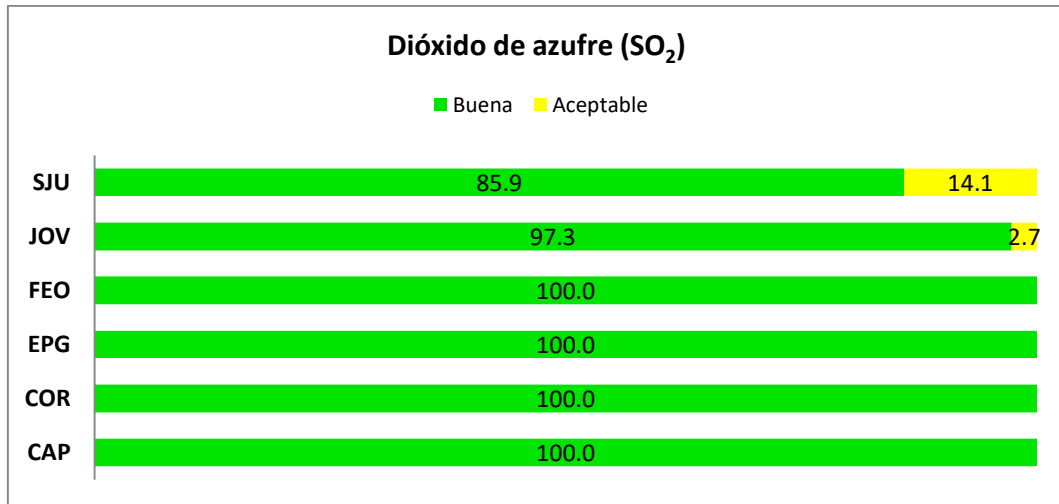 Dióxido de azufre (SO₂)
Buena Aceptable
SJU 85.9 14.1
JOV 97.3 2.7
FEO 100.0
EPG 100.0
COR 100.0
CAP 100.0